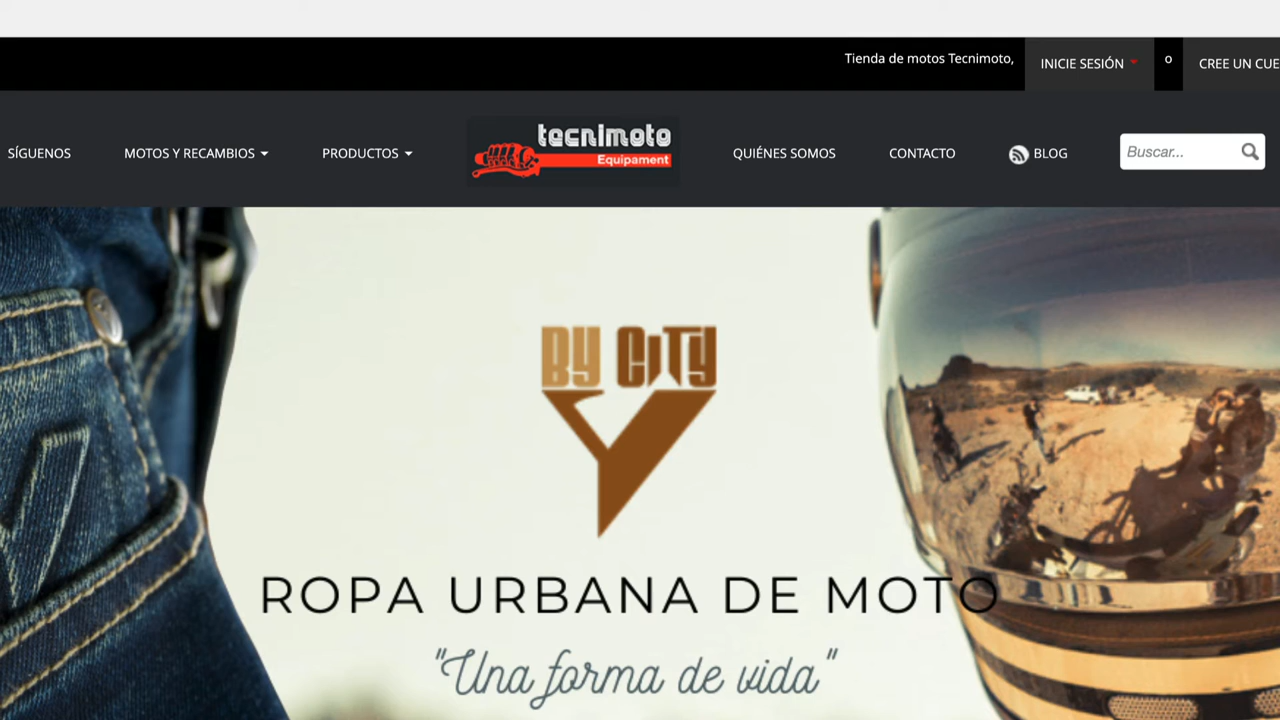 Tienda de motos Tecnimoto, INICIE SESIÓN o CREE UN CUE
SÍGUENOS MOTOS Y RECAMBIOS PRODUCTOS tecnimoto Equipament QUIÉNES SOMOS CONTACTO BLOG Buscar...
BY CITY
ROPA URBANA DE MOTO
"Una forma de vida"